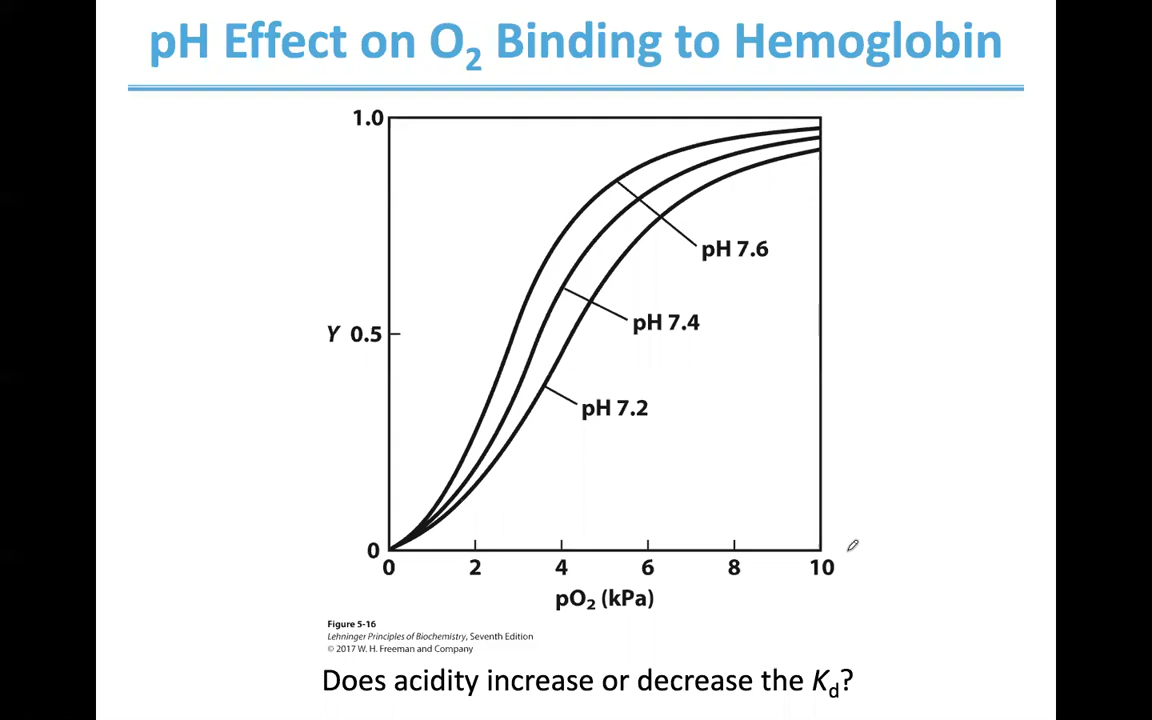 pH Effect on O₂ Binding to Hemoglobin
1.0
pH 7.6
pH 7.4
Y 0.5
pH 7.2
0
0 2 4 6 8 10
pO₂ (kPa)
Figure 5-16
Lehninger Principles of Biochemistry, Seventh Edition
© 2017 W. H. Freeman and Company
Does acidity increase or decrease the Kd?